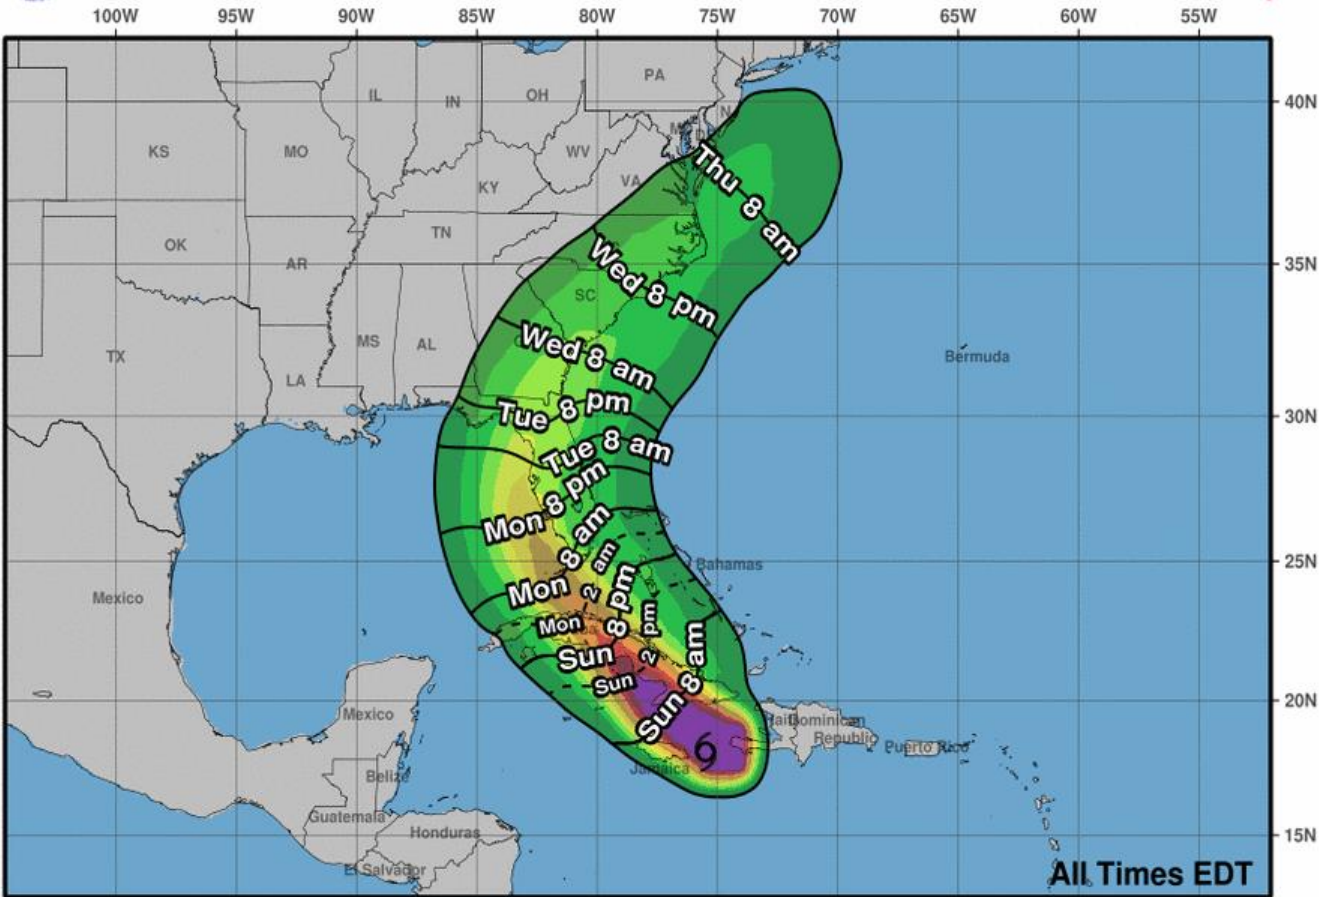 100W 95W 90W 85W 80W 75W 70W 65W 60W 55W
PA
40N
IL IN OH
KS MO WV
KY VA
Thu 8 am
OK TN
AR
35N
Wed 8 pm
SC
MS AL
Wed 8 am
TX Bermuda
LA
Tue 8 pm
30N
Tue 8 am
Mon 8 pm
25N
Bahamas
Mon 8 am
Mexico
Mon 2 am
Sun 8 pm
Sun 2 pm
20N
Sun 8 am
Mexico
Haiti
Dominican
Republic
Puerto Rico
Jamaica
Belize
Guatemala
Honduras
15N
El Salvador
All Times EDT